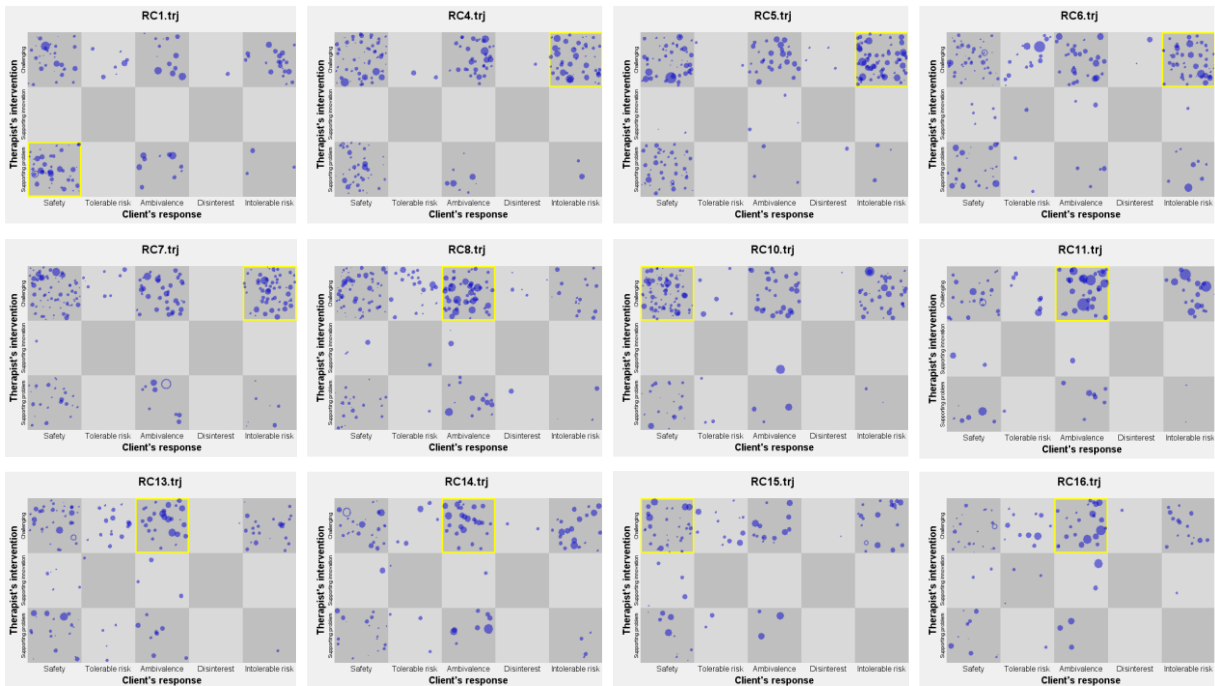 RC1.trj
Therapist's intervention
Challenging
Supporting innovation
Supporting problem
Safety Tolerable risk Ambivalence Disinterest Intolerable risk
Client's response
RC4.trj
Therapist's intervention
Challenging
Supporting innovation
Supporting problem
Safety Tolerable risk Ambivalence Disinterest Intolerable risk
Client's response
RC5.trj
Therapist's intervention
Challenging
Supporting innovation
Supporting problem
Safety Tolerable risk Ambivalence Disinterest Intolerable risk
Client's response
RC6.trj
Therapist's intervention
Challenging
Supporting innovation
Supporting problem
Safety Tolerable risk Ambivalence Disinterest Intolerable risk
Client's response
RC7.trj
Therapist's intervention
Challenging
Supporting innovation
Supporting problem
Safety Tolerable risk Ambivalence Disinterest Intolerable risk
Client's response
RC8.trj
Therapist's intervention
Challenging
Supporting innovation
Supporting problem
Safety Tolerable risk Ambivalence Disinterest Intolerable risk
Client's response
RC10.trj
Therapist's intervention
Challenging
Supporting innovation
Supporting problem
Safety Tolerable risk Ambivalence Disinterest Intolerable risk
Client's response
RC11.trj
Therapist's intervention
Challenging
Supporting innovation
Supporting problem
Safety Tolerable risk Ambivalence Disinterest Intolerable risk
Client's response
RC13.trj
Therapist's intervention
Challenging
Supporting innovation
Supporting problem
Safety Tolerable risk Ambivalence Disinterest Intolerable risk
Client's response
RC14.trj
Therapist's intervention
Challenging
Supporting innovation
Supporting problem
Safety Tolerable risk Ambivalence Disinterest Intolerable risk
Client's response
RC15.trj
Therapist's intervention
Challenging
Supporting innovation
Supporting problem
Safety Tolerable risk Ambivalence Disinterest Intolerable risk
Client's response
RC16.trj
Therapist's intervention
Challenging
Supporting innovation
Supporting problem
Safety Tolerable risk Ambivalence Disinterest Intolerable risk
Client's response